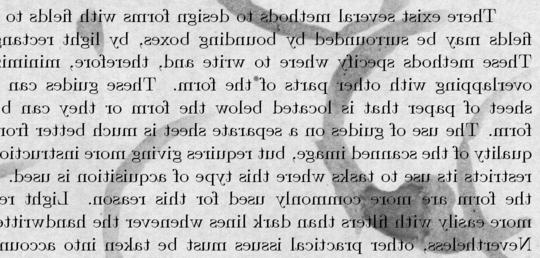 There exist several methods to design forms with fields to
fields may be surrounded by bounding boxes, by light rectang
These methods specify where to write and, therefore, minimi
overlapping with other parts of the form. These guides can
sheet of paper that is located below the form or they can b
form. The use of guides on a separate sheet is much better fro
quality of the scanned image, but requires giving more instructio
restricts its use to tasks where this type of acquisition is used.
the form are more commonly used for this reason. Light re
more easily with filters than dark lines whenever the handwritte
Nevertheless, other practical issues must be taken into accoun